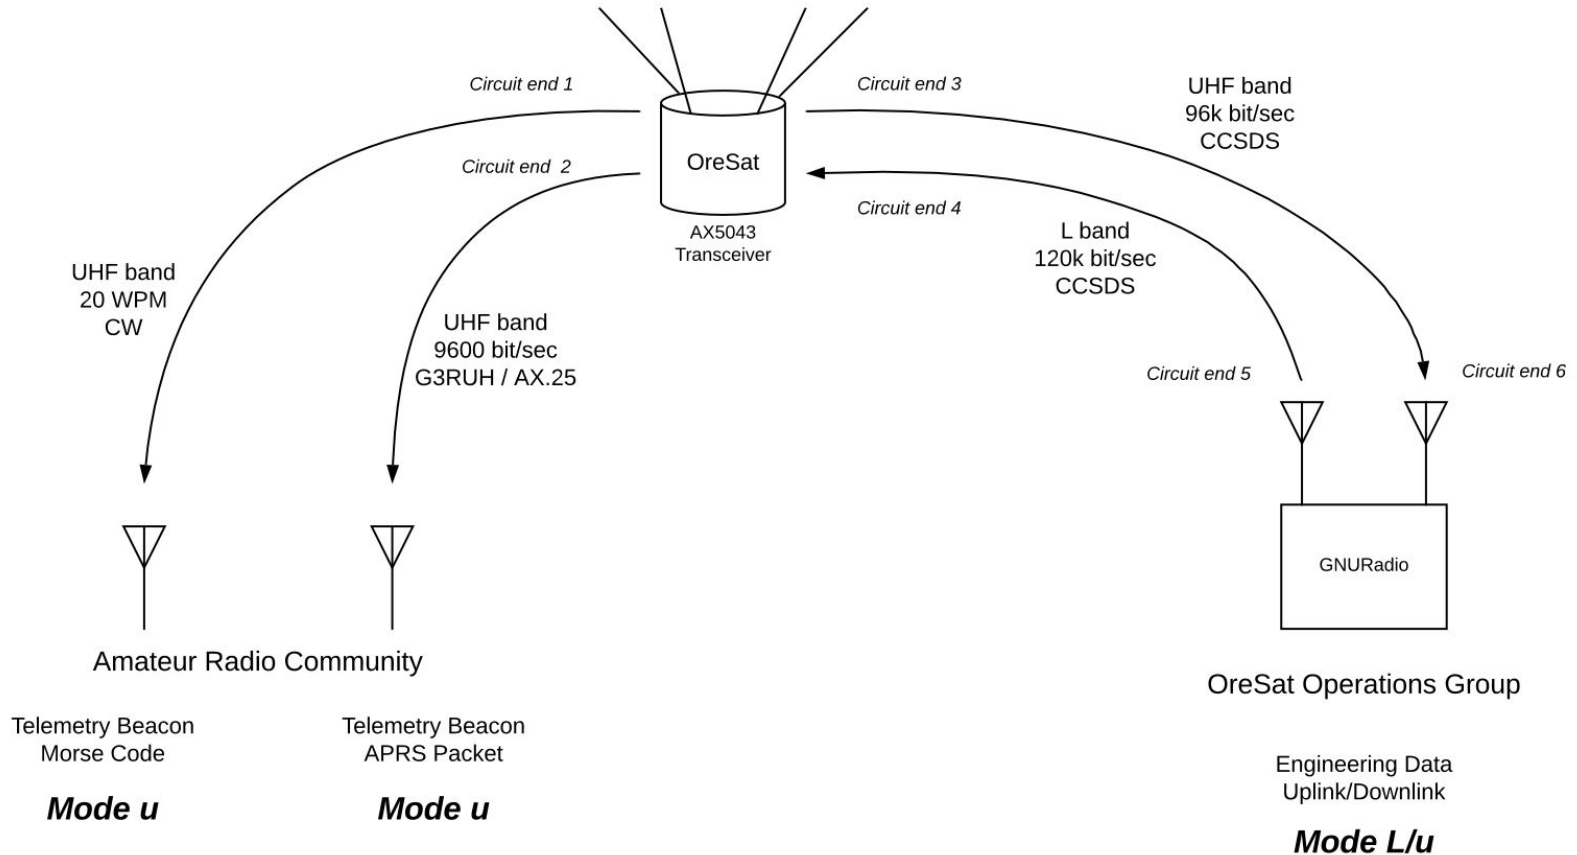 Circuit end 1
Circuit end 3
UHF band
96k bit/sec
CCSDS
OreSat
Circuit end  2
Circuit end 4
AX5043
Transceiver
L band
120k bit/sec
CCSDS
UHF band
20 WPM
CW
UHF band
9600 bit/sec
G3RUH / AX.25
Circuit end 5
Circuit end 6
GNURadio
Amateur Radio Community
OreSat Operations Group
Telemetry Beacon
Morse Code
Mode u
Telemetry Beacon
APRS Packet
Mode u
Engineering Data
Uplink/Downlink
Mode L/u